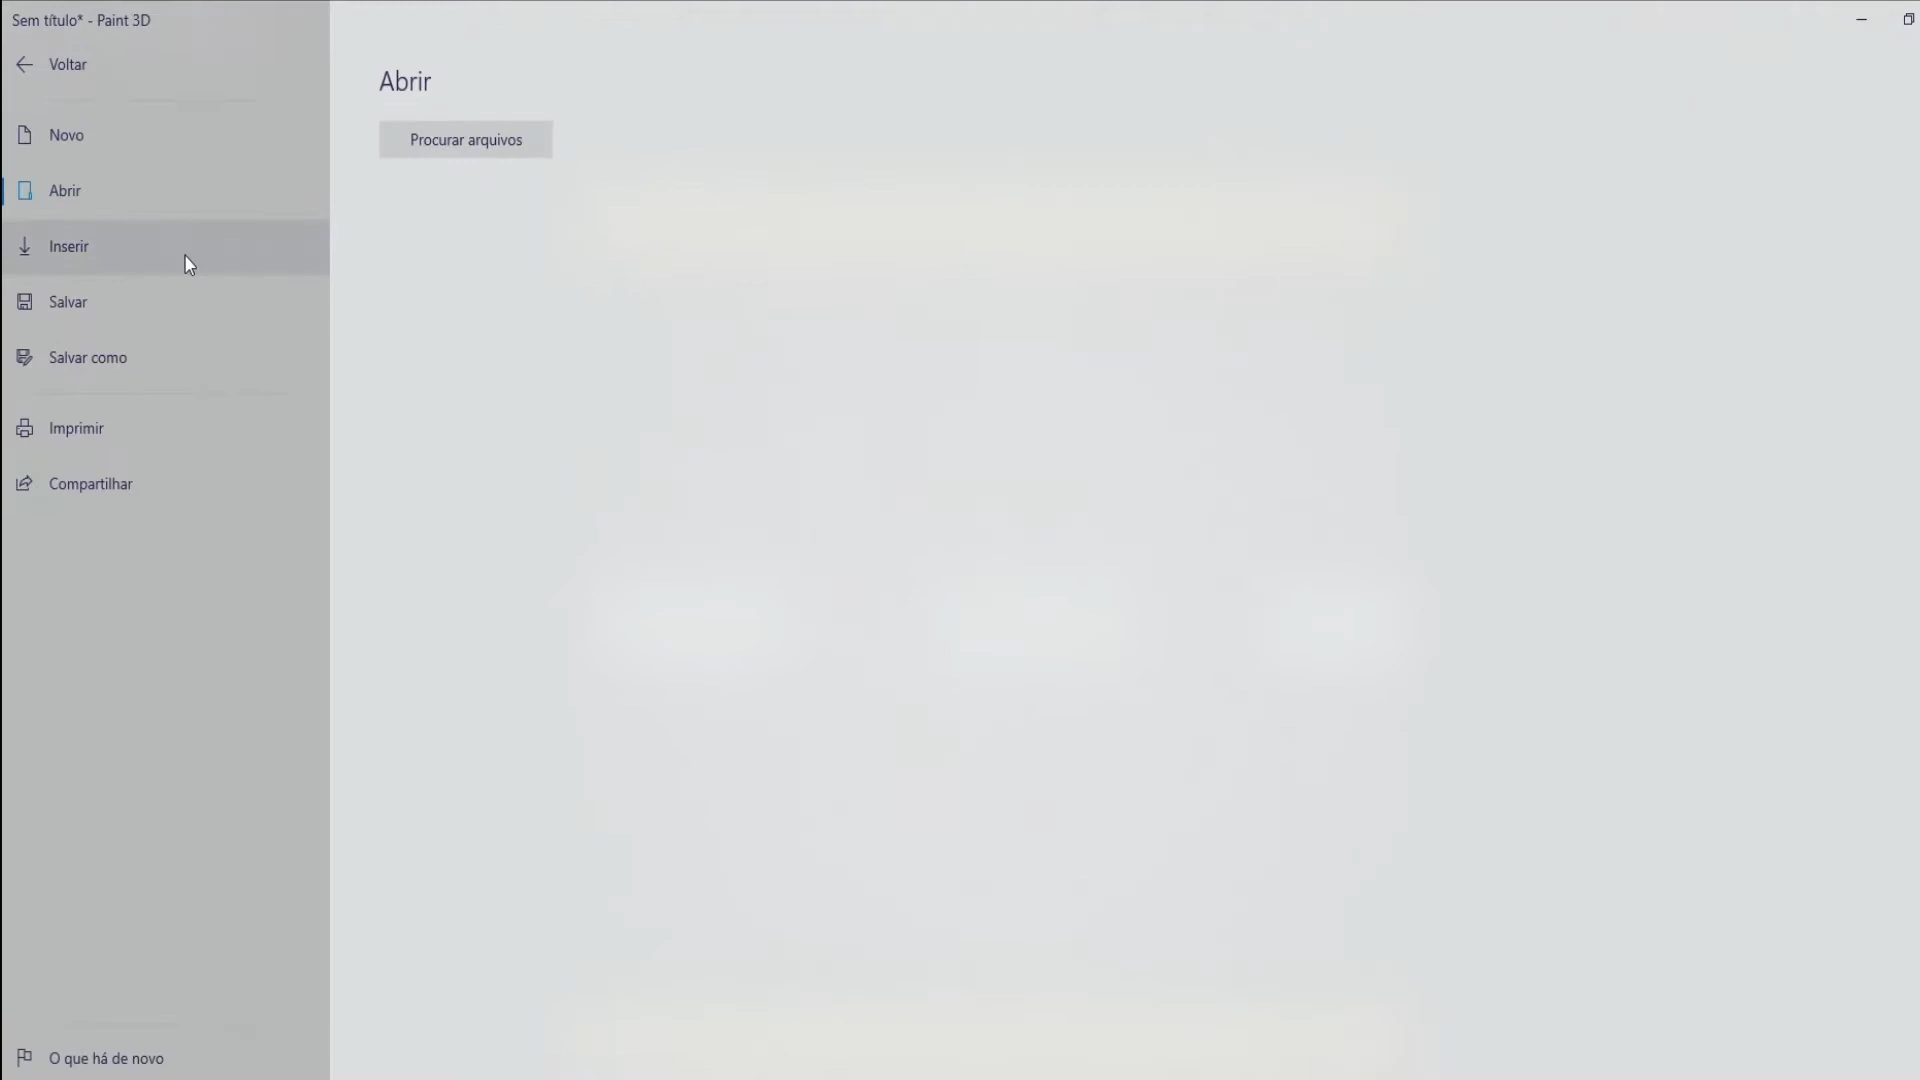 Sem título* - Paint 3D
Voltar
Novo
Abrir
Inserir
Salvar
Salvar como
Imprimir
Compartilhar
O que há de novo
Abrir
Procurar arquivos